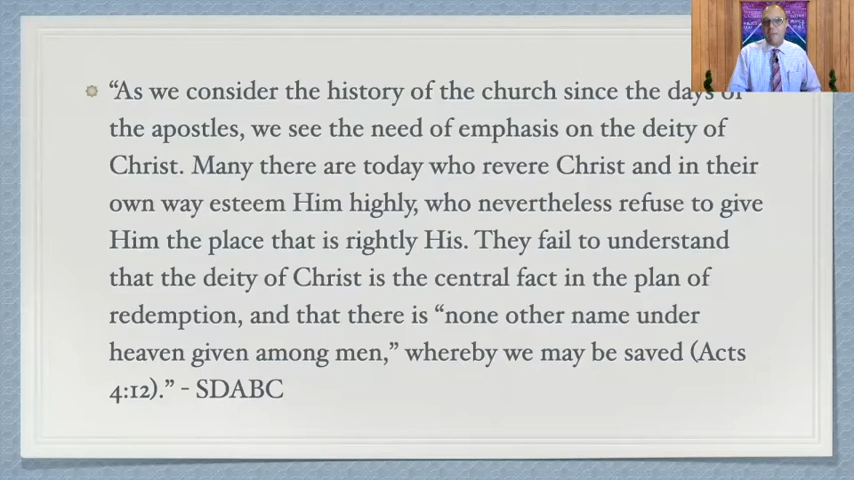 “As we consider the history of the church since the days of
the apostles, we see the need of emphasis on the deity of
Christ. Many there are today who revere Christ and in their
own way esteem Him highly, who nevertheless refuse to give
Him the place that is rightly His. They fail to understand
that the deity of Christ is the central fact in the plan of
redemption, and that there is “none other name under
heaven given among men,” whereby we may be saved (Acts
4:12).” - SDABC